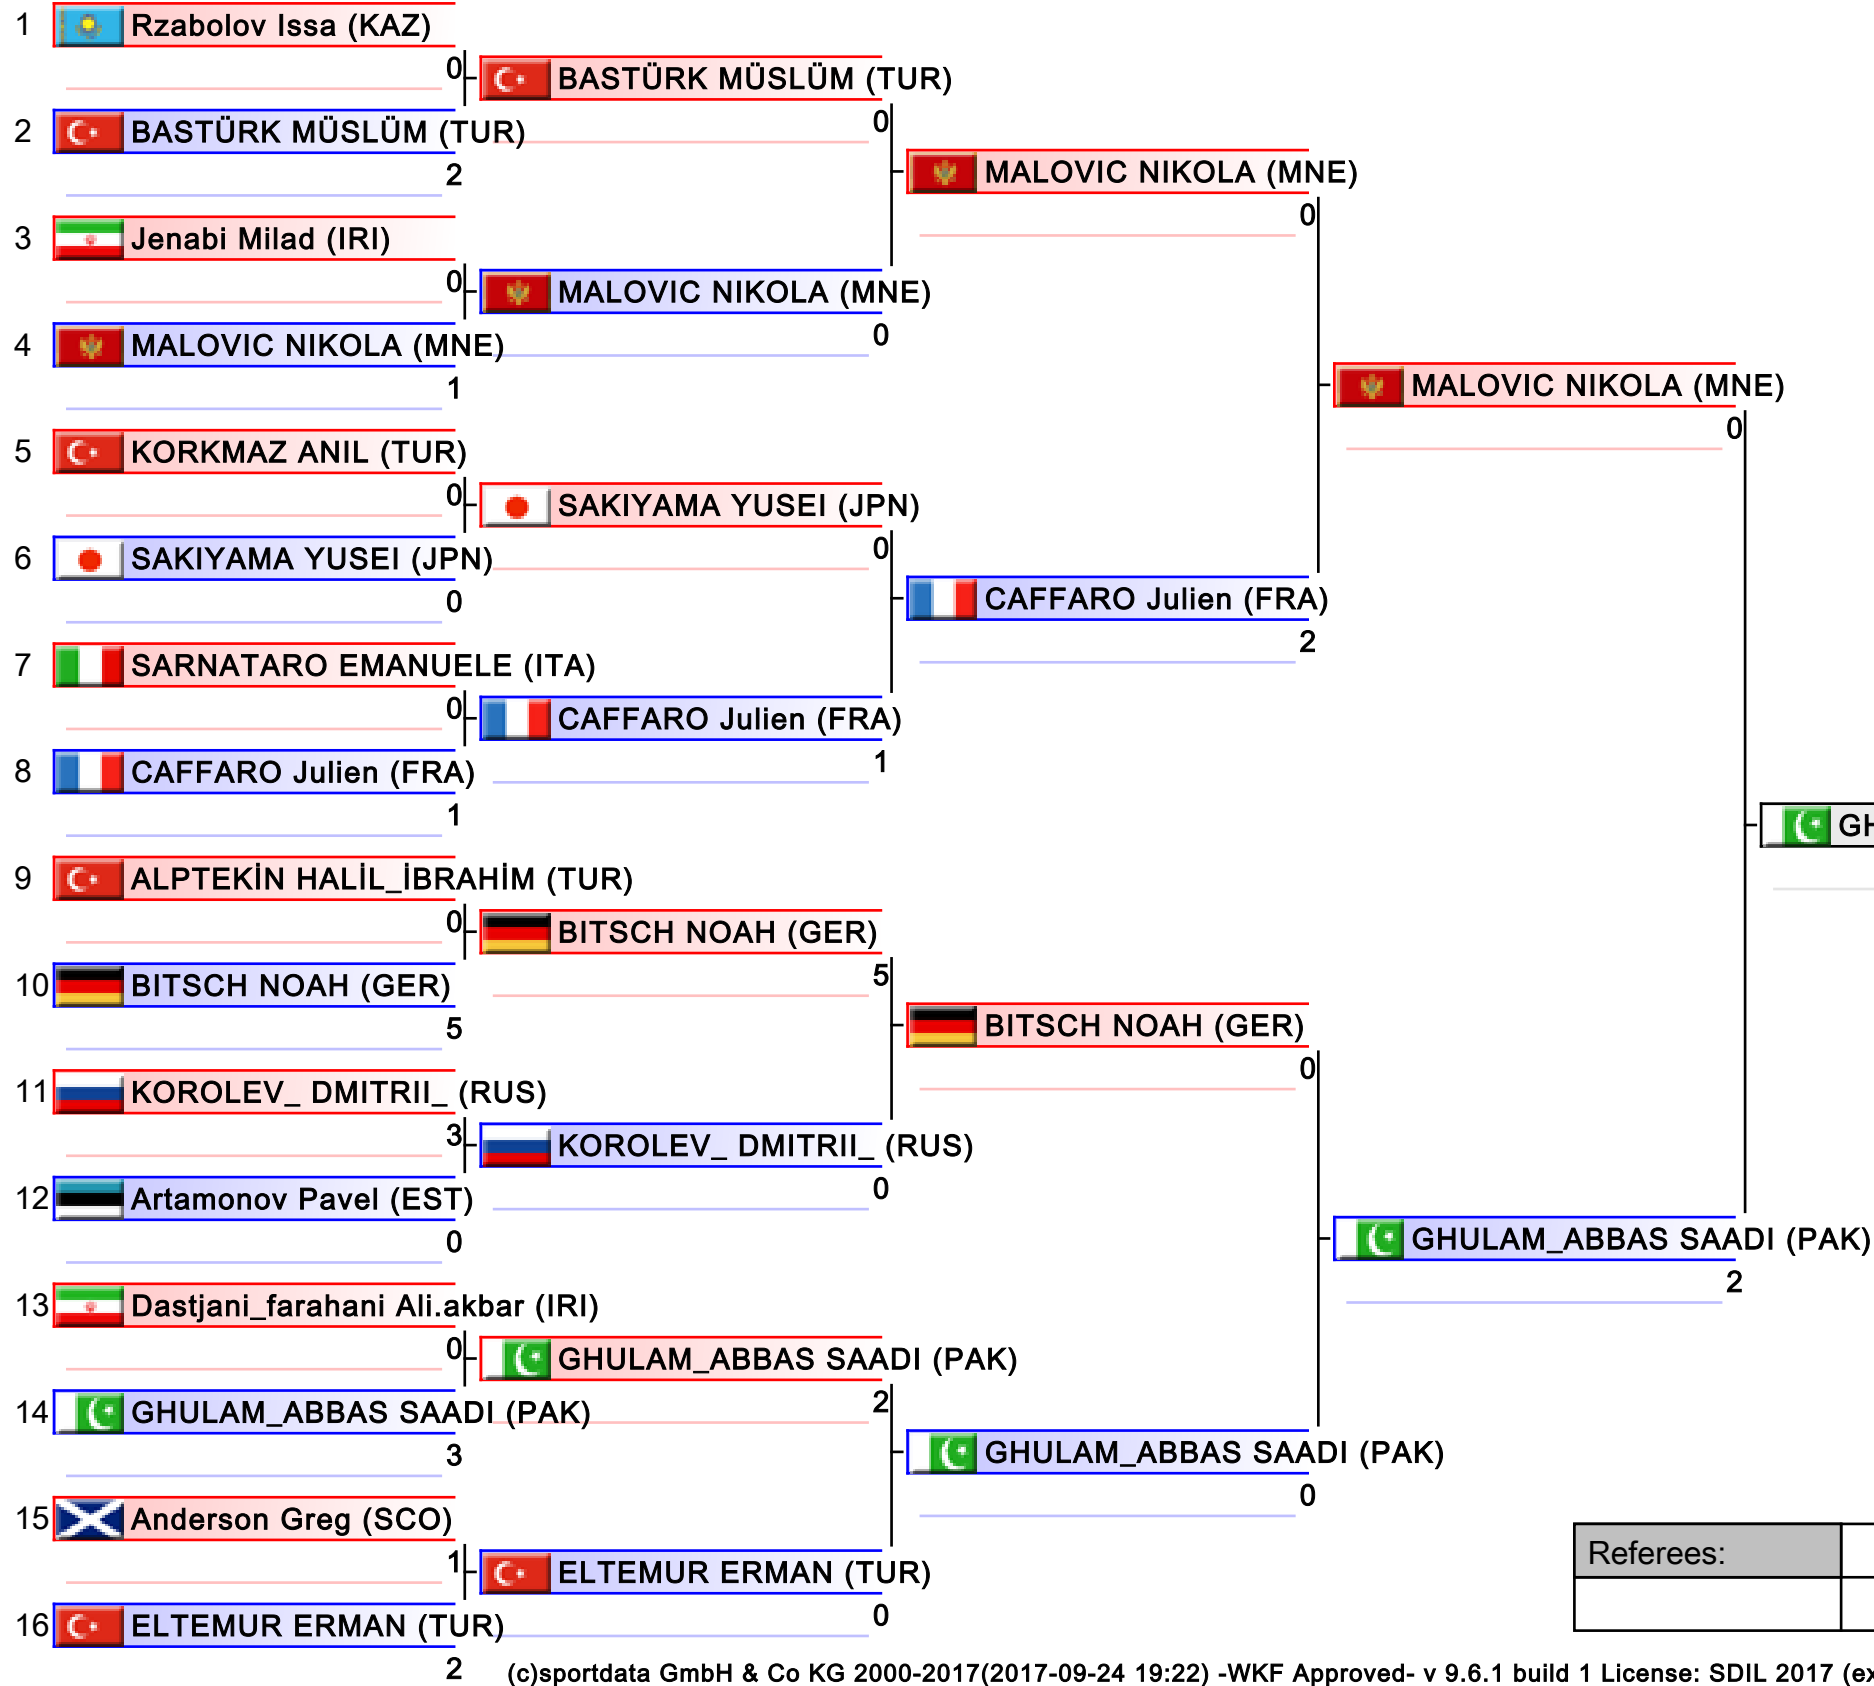 1 Rzabolov Issa (KAZ)
0
BASTÜRK MÜSLÜM (TUR)
0
2 BASTÜRK MÜSLÜM (TUR)
2
MALOVIC NIKOLA (MNE)
0
3 Jenabi Milad (IRI)
0
MALOVIC NIKOLA (MNE)
0
4 MALOVIC NIKOLA (MNE)
1
MALOVIC NIKOLA (MNE)
0
5 KORKMAZ ANIL (TUR)
0
SAKIYAMA YUSEI (JPN)
0
6 SAKIYAMA YUSEI (JPN)
0
CAFFARO Julien (FRA)
2
7 SARNATARO EMANUELE (ITA)
0
CAFFARO Julien (FRA)
1
8 CAFFARO Julien (FRA)
1
GH
9 ALPTEKİN HALİL_İBRAHİM (TUR)
0
BITSCH NOAH (GER)
5
10 BITSCH NOAH (GER)
5
BITSCH NOAH (GER)
0
11 KOROLEV_ DMITRII_ (RUS)
3
KOROLEV_ DMITRII_ (RUS)
0
12 Artamonov Pavel (EST)
0
GHULAM_ABBAS SAADI (PAK)
2
13 Dastjani_farahani Ali.akbar (IRI)
0
GHULAM_ABBAS SAADI (PAK)
2
14 GHULAM_ABBAS SAADI (PAK)
3
GHULAM_ABBAS SAADI (PAK)
0
15 Anderson Greg (SCO)
1
ELTEMUR ERMAN (TUR)
0
16 ELTEMUR ERMAN (TUR)
2
Referees:
(c)sportdata GmbH & Co KG 2000-2017(2017-09-24 19:22) -WKF Approved- v 9.6.1 build 1 License: SDIL 2017 (ex